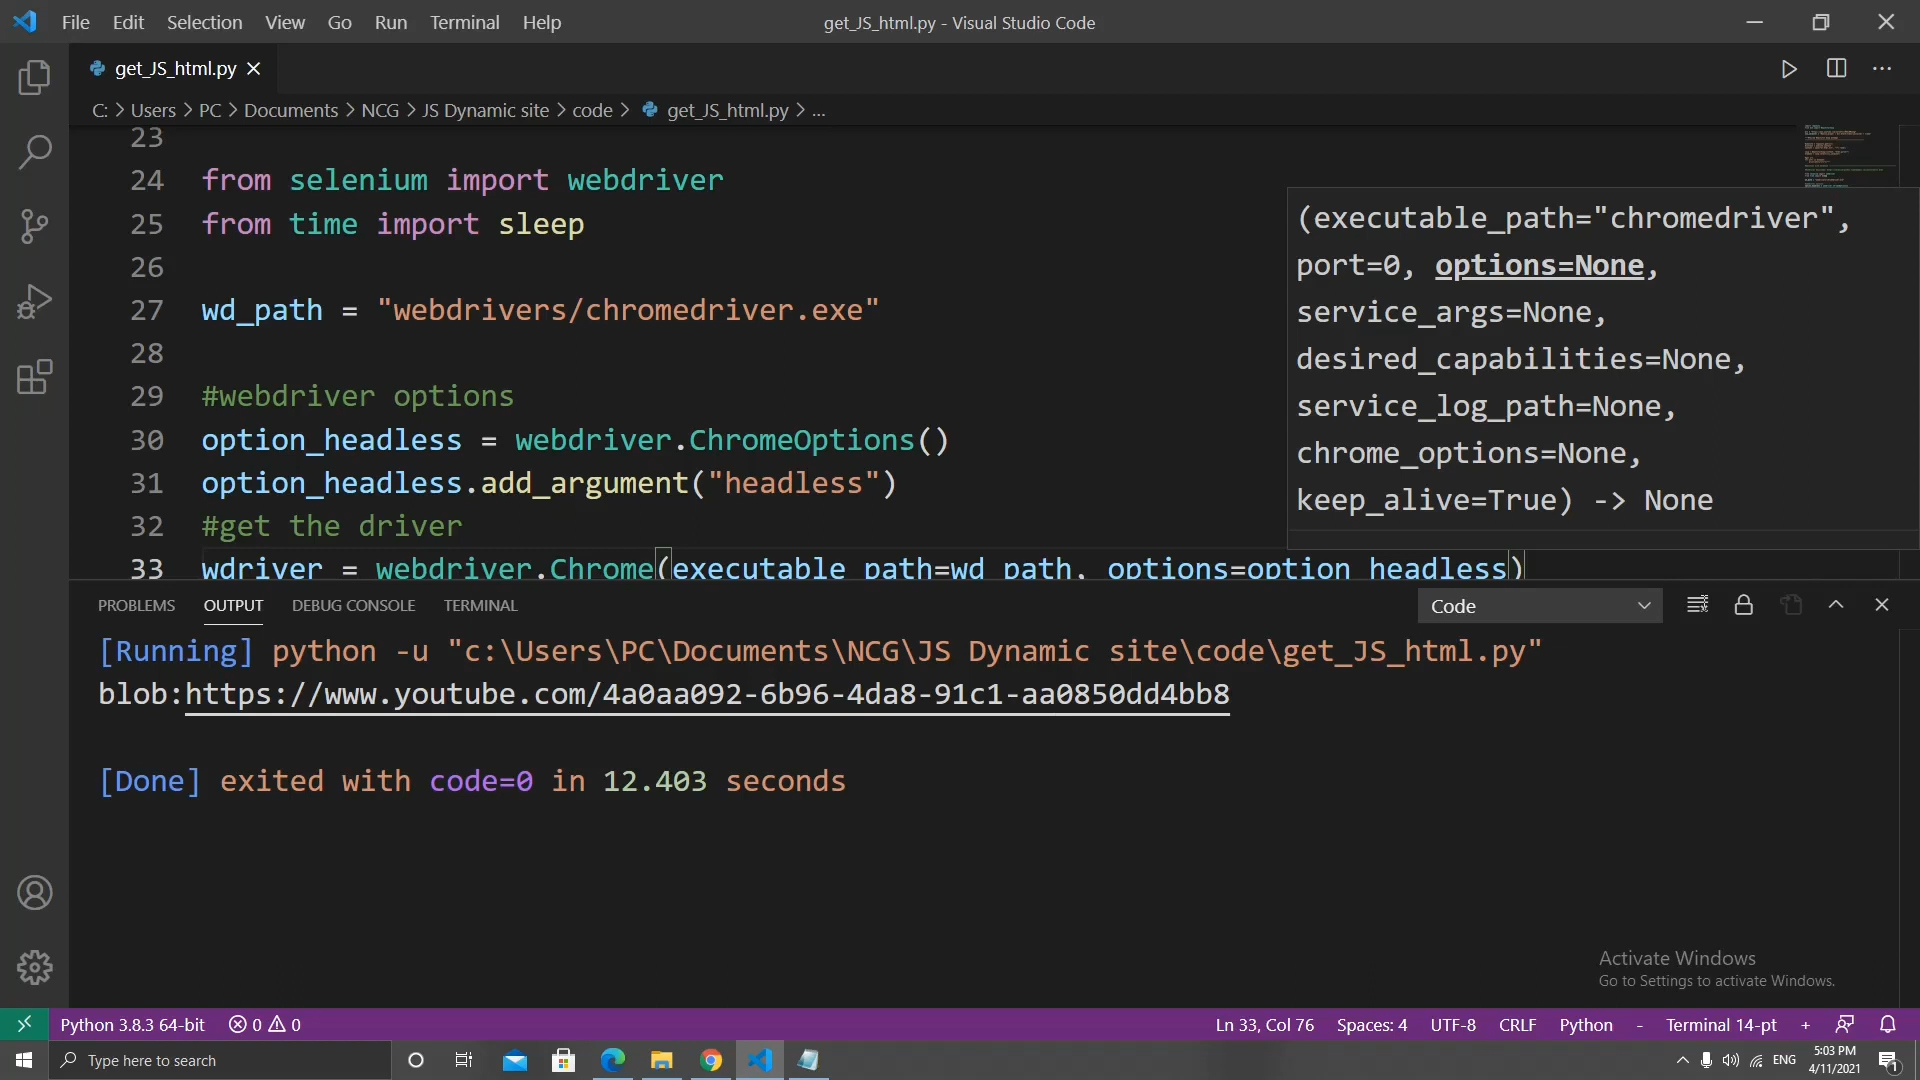 File Edit Selection View Go Run Terminal Help
get_JS_html.py - Visual Studio Code
get_JS_html.py
C: > Users > PC > Documents > NCG > JS Dynamic site > code > get_JS_html.py > ...
23
24 from selenium import webdriver
25 from time import sleep
26
27 wd_path = "webdrivers/chromedriver.exe"
28
29 #webdriver options
30 option_headless = webdriver.ChromeOptions()
31 option_headless.add_argument("headless")
32 #get the driver
33 wdriver = webdriver.Chrome(executable_path=wd_path, options=option_headless)
(executable_path="chromedriver",
port=0, options=None,
service_args=None,
desired_capabilities=None,
service_log_path=None,
chrome_options=None,
keep_alive=True) -> None
PROBLEMS OUTPUT DEBUG CONSOLE TERMINAL
Code
[Running] python -u "c:\Users\PC\Documents\NCG\JS Dynamic site\code\get_JS_html.py"
blob:https://www.youtube.com/4a0aa092-6b96-4da8-91c1-aa0850dd4bb8
[Done] exited with code=0 in 12.403 seconds
Activate Windows
Go to Settings to activate Windows.
Python 3.8.3 64-bit 0 0
Ln 33, Col 76 Spaces: 4 UTF-8 CRLF Python - Terminal 14-pt +
Type here to search
ENG
5:03 PM
4/11/2021
1